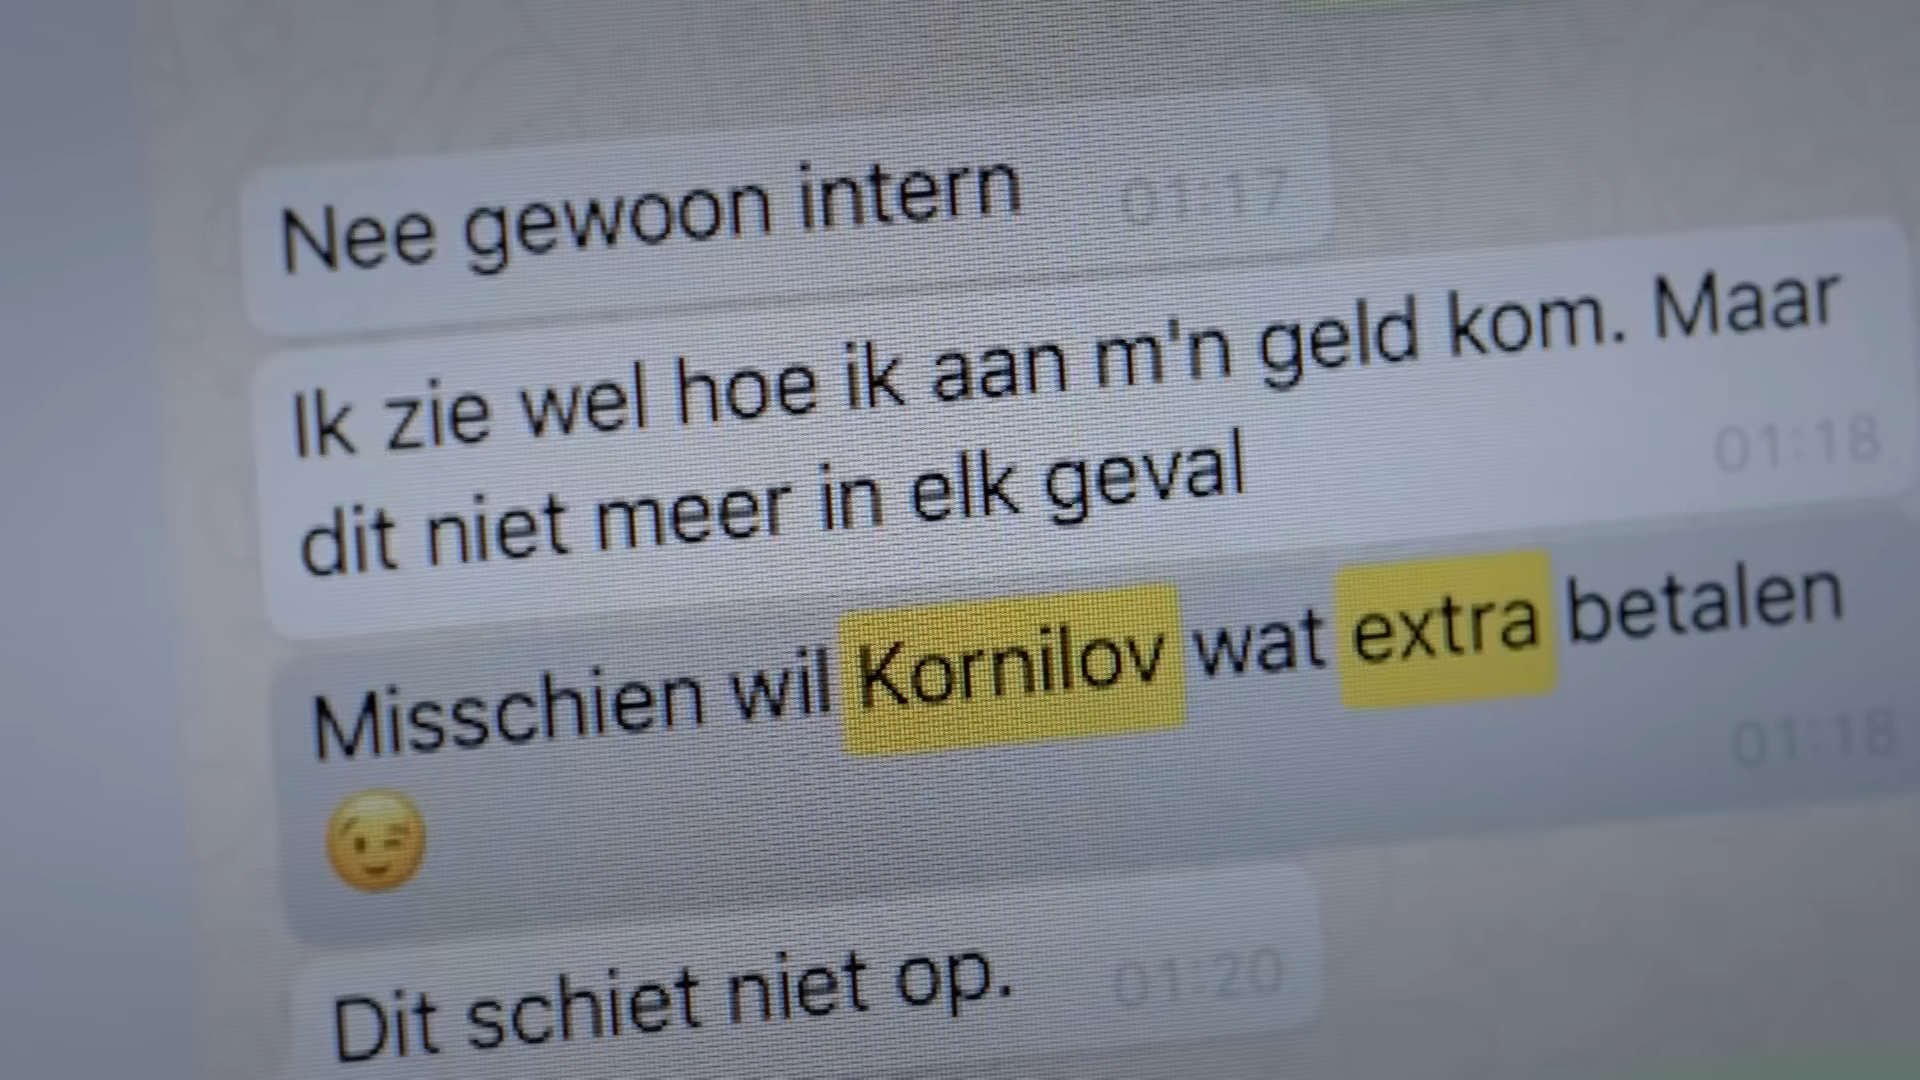 Nee gewoon intern 01:17
Ik zie wel hoe ik aan m'n geld kom. Maar
dit niet meer in elk geval 01:18
Misschien wil Kornilov wat extra betalen
😉 01:18
Dit schiet niet op. 01:20